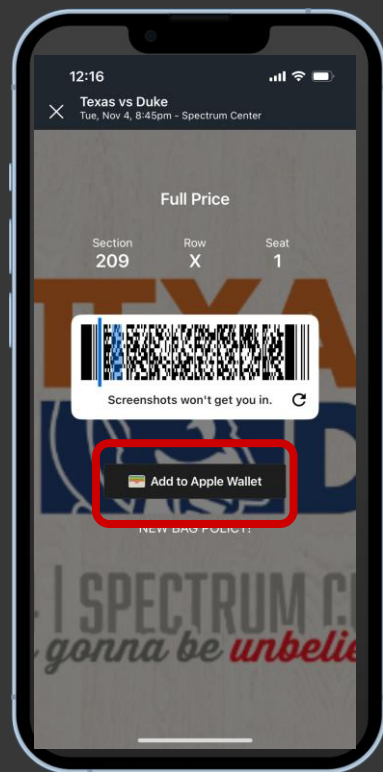 12:16
Texas vs Duke
Tue, Nov 4, 8:45pm - Spectrum Center
Full Price
Section Row Seat
209 X 1
TEXA
D
Screenshots won't get you in.
Add to Apple Wallet
NEW BAG POLICY!
SPECTRUM
gonna be